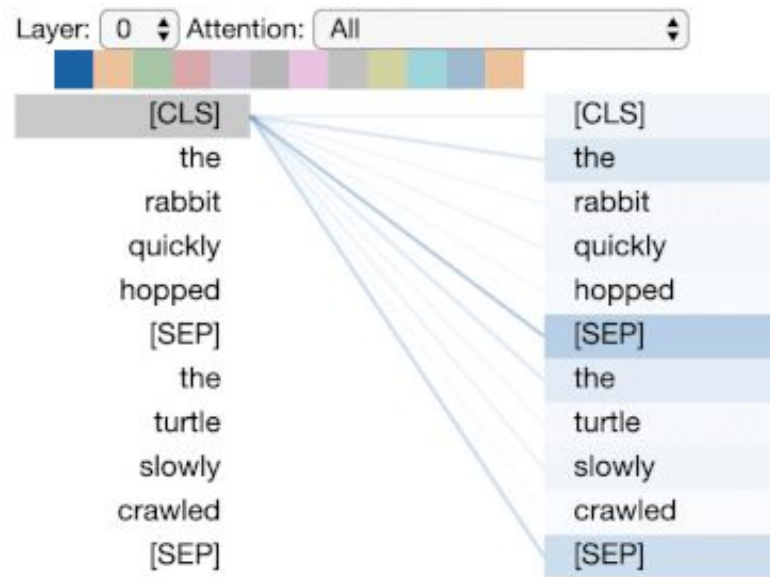 Layer: 0 Attention: All
[CLS] [CLS]
the the
rabbit rabbit
quickly quickly
hopped hopped
[SEP] [SEP]
the the
turtle turtle
slowly slowly
crawled crawled
[SEP] [SEP]